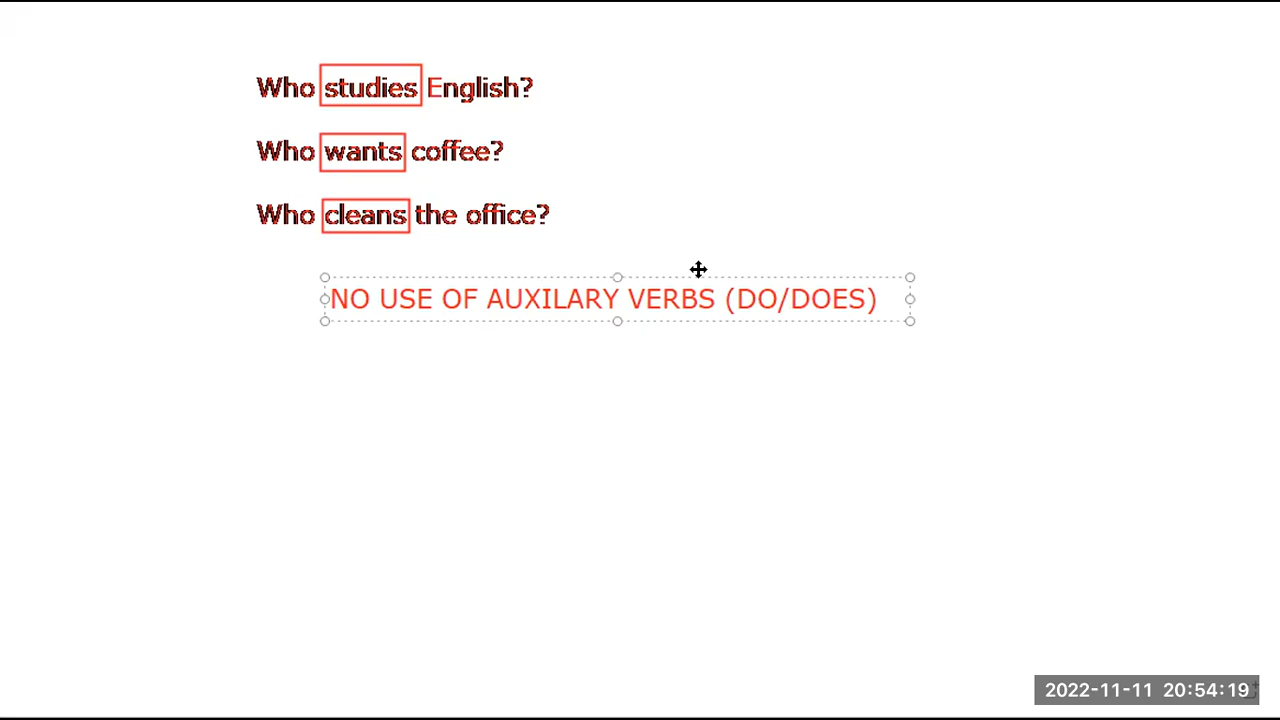 Who studies English?
Who wants coffee?
Who cleans the office?
NO USE OF AUXILARY VERBS (DO/DOES)
2022-11-11 20:54:19